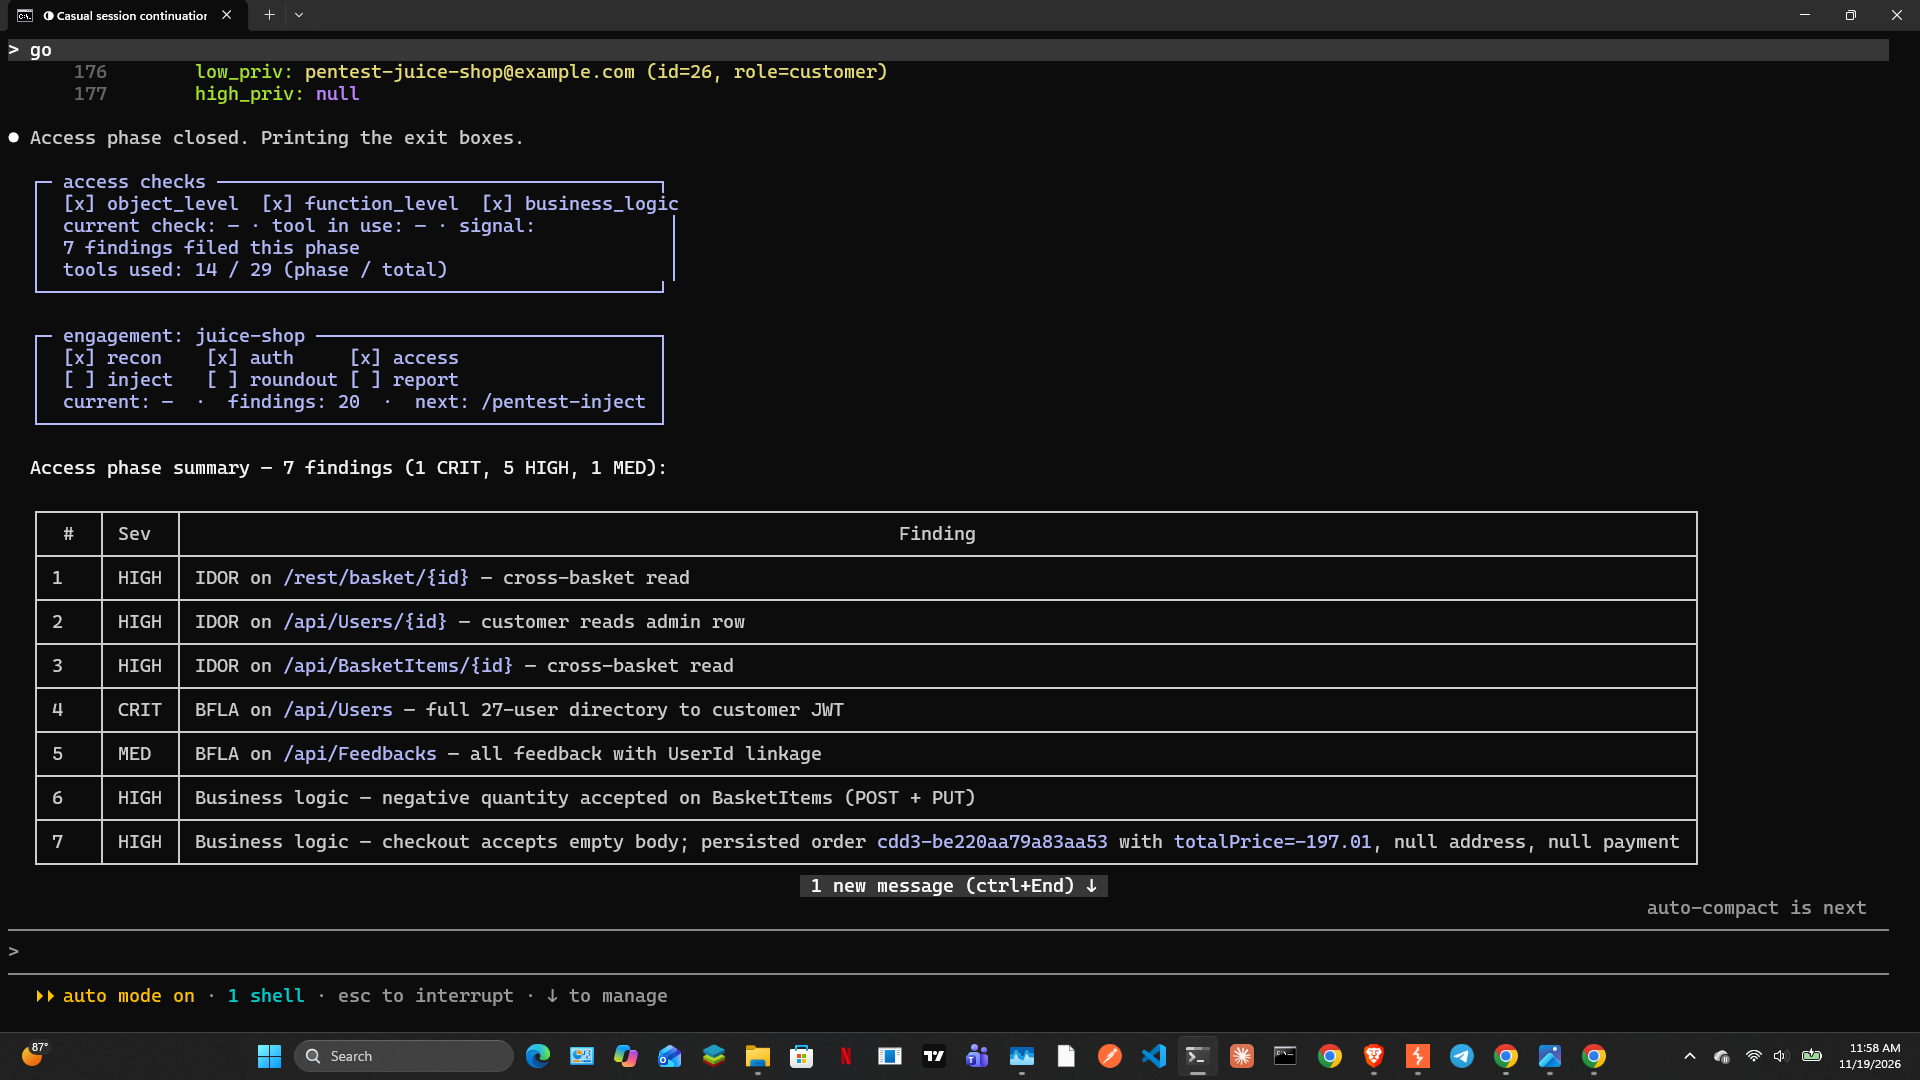 Casual session continuation
> go
176 low_priv: pentest-juice-shop@example.com (id=26, role=customer)
177 high_priv: null
● Access phase closed. Printing the exit boxes.
access checks
[x] object_level [x] function_level [x] business_logic
current check: — · tool in use: — · signal:
7 findings filed this phase
tools used: 14 / 29 (phase / total)
engagement: juice-shop
[x] recon [x] auth [x] access
[ ] inject [ ] roundout [ ] report
current: — · findings: 20 · next: /pentest-inject
Access phase summary — 7 findings (1 CRIT, 5 HIGH, 1 MED):
# Sev Finding
1 HIGH IDOR on /rest/basket/{id} — cross-basket read
2 HIGH IDOR on /api/Users/{id} — customer reads admin row
3 HIGH IDOR on /api/BasketItems/{id} — cross-basket read
4 CRIT BFLA on /api/Users — full 27-user directory to customer JWT
5 MED BFLA on /api/Feedbacks — all feedback with UserId linkage
6 HIGH Business logic — negative quantity accepted on BasketItems (POST + PUT)
7 HIGH Business logic — checkout accepts empty body; persisted order cdd3-be220aa79a83aa53 with totalPrice=-197.01, null address, null payment
1 new message (ctrl+End) ↓
auto-compact is next
>
auto mode on · 1 shell · esc to interrupt · ↓ to manage
87°
Search
11:58 AM
11/19/2026